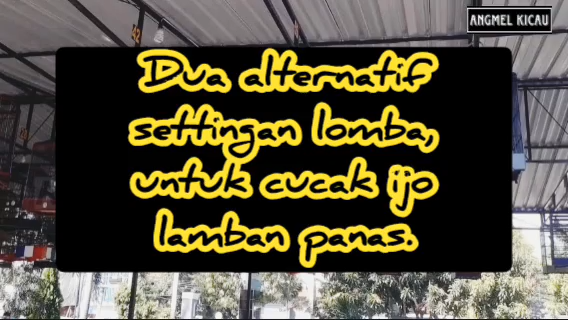 ANGMEL KICAU
Dua alternatif
settingan lomba,
untuk cucak ijo
lamban panas.